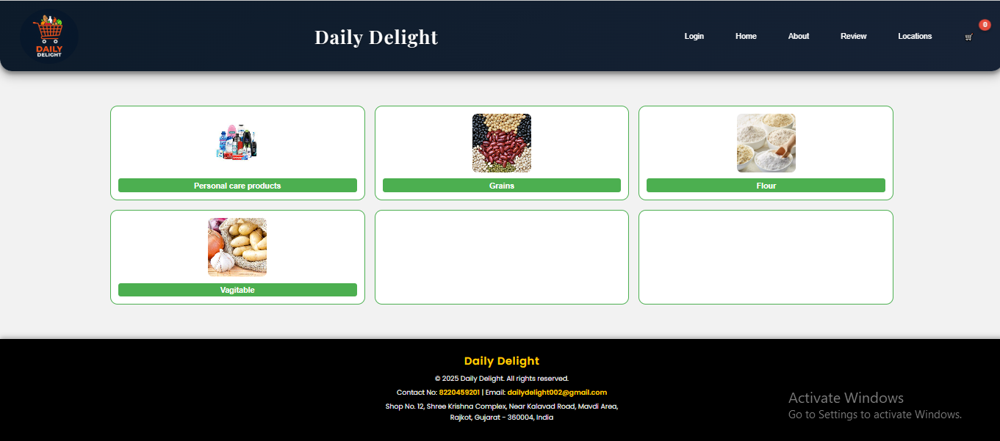 DAILY
DELIGHT
Daily Delight
Login Home About Review Locations 0
Personal care products Grains Flour
Vagitable
Daily Delight
© 2025 Daily Delight. All rights reserved.
Contact No: 8220459201 | Email: dailydelight002@gmail.com
Shop No. 12, Shree Krishna Complex, Near Kalavad Road, Mavdi Area,
Rajkot, Gujarat - 360004, India
Activate Windows
Go to Settings to activate Windows.